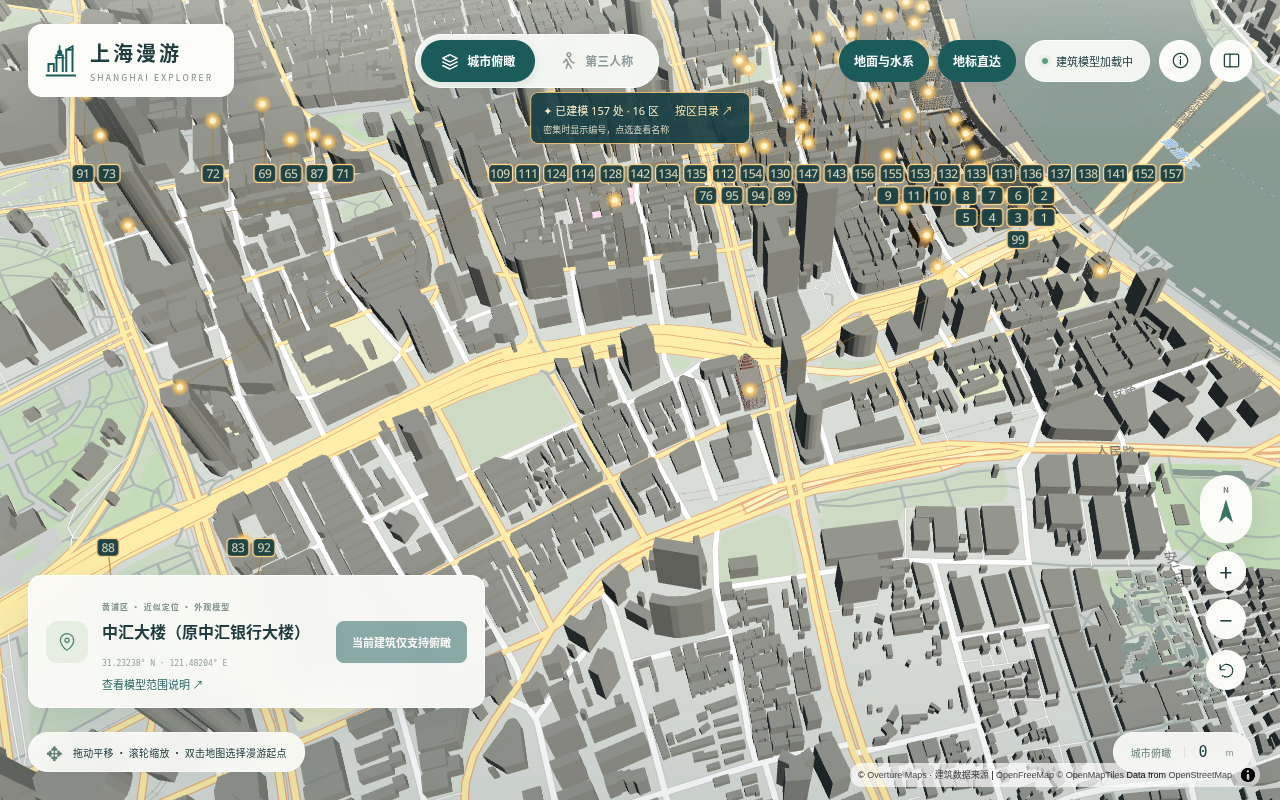 上海漫游
SHANGHAI EXPLORER
城市俯瞰
第三人称
地面与水系
地标直达
建筑模型加载中
✦ 已建模 157 处 · 16 区 按区目录 ↗
密集时显示编号，点选查看名称
91 73 72 69 65 87 71 109 111 124 114 128 142 134 135 112 154 130 147 143 156 155 153 132 133 131 136 137 138 141 152 157
76 95 94 89 9 11 10 8 7 6 2
5 4 3 1
99
人民路
N
88 83 92
黄浦区 · 近似定位 · 外观模型
中汇大楼（原中汇银行大楼）
31.23238° N · 121.48204° E
查看模型范围说明 ↗
当前建筑仅支持俯瞰
拖动平移 · 滚轮缩放 · 双击地图选择漫游起点
城市俯瞰 0 m
© Overture Maps · 建筑数据来源 | OpenFreeMap © OpenMapTiles Data from OpenStreetMap